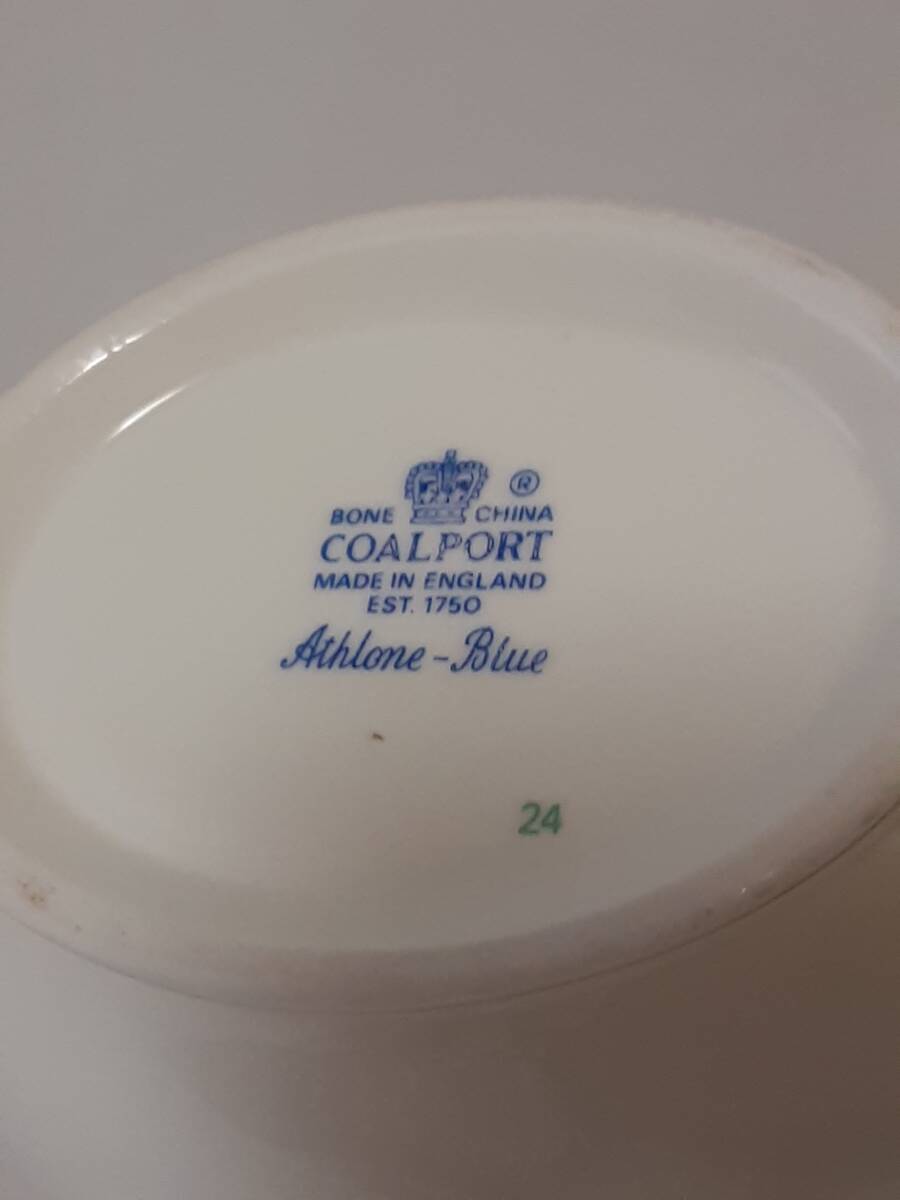 ®
BONE CHINA
COALPORT
MADE IN ENGLAND
EST. 1750
Athlone-Blue
24